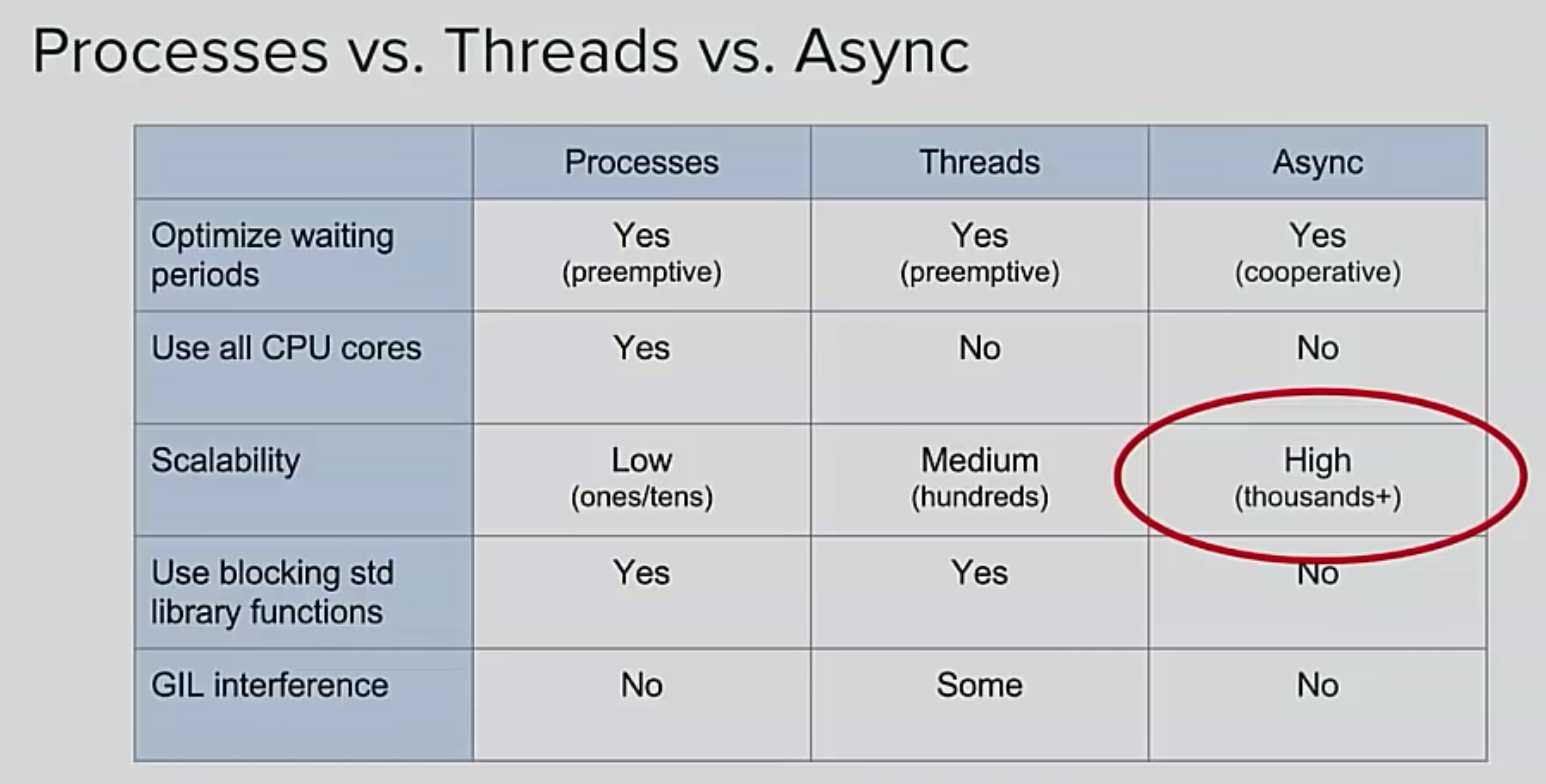 Processes vs. Threads vs. Async
Processes Threads Async
Optimize waiting periods Yes (preemptive) Yes (preemptive) Yes (cooperative)
Use all CPU cores Yes No No
Scalability Low (ones/tens) Medium (hundreds) High (thousands+)
Use blocking std library functions Yes Yes No
GIL interference No Some No